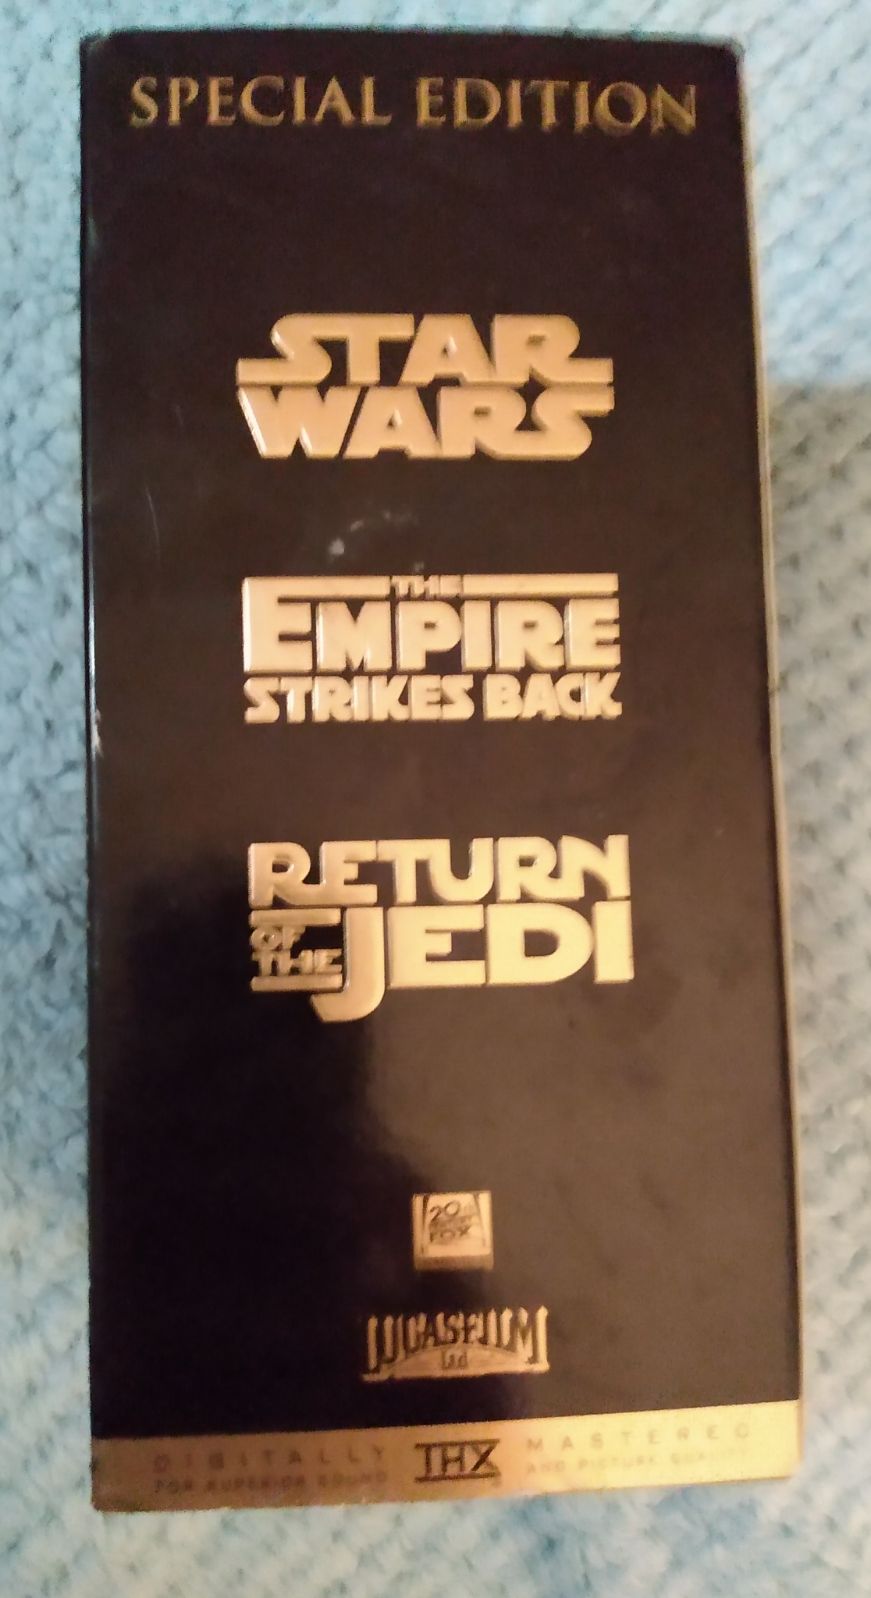 SPECIAL EDITION
STAR
WARS
THE
EMPIRE
STRIKES BACK
RETURN
OF
THE
JEDI
20th
CENTURY
FOX
LUCASFILM
Ltd
DIGITALLY THX MASTERED
FOR SUPERIOR SOUND AND PICTURE QUALITY